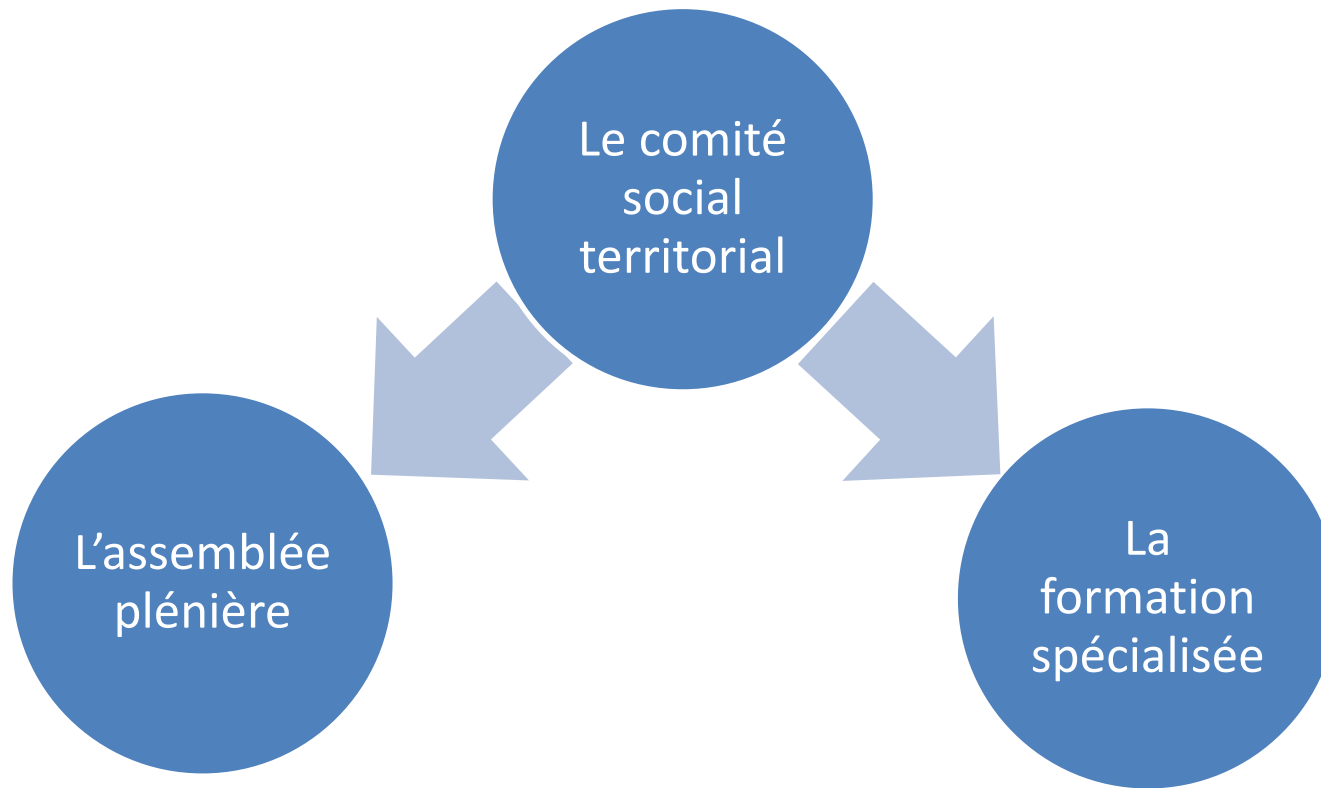 Le comité
social
territorial
L’assemblée
plénière
La
formation
spécialisée